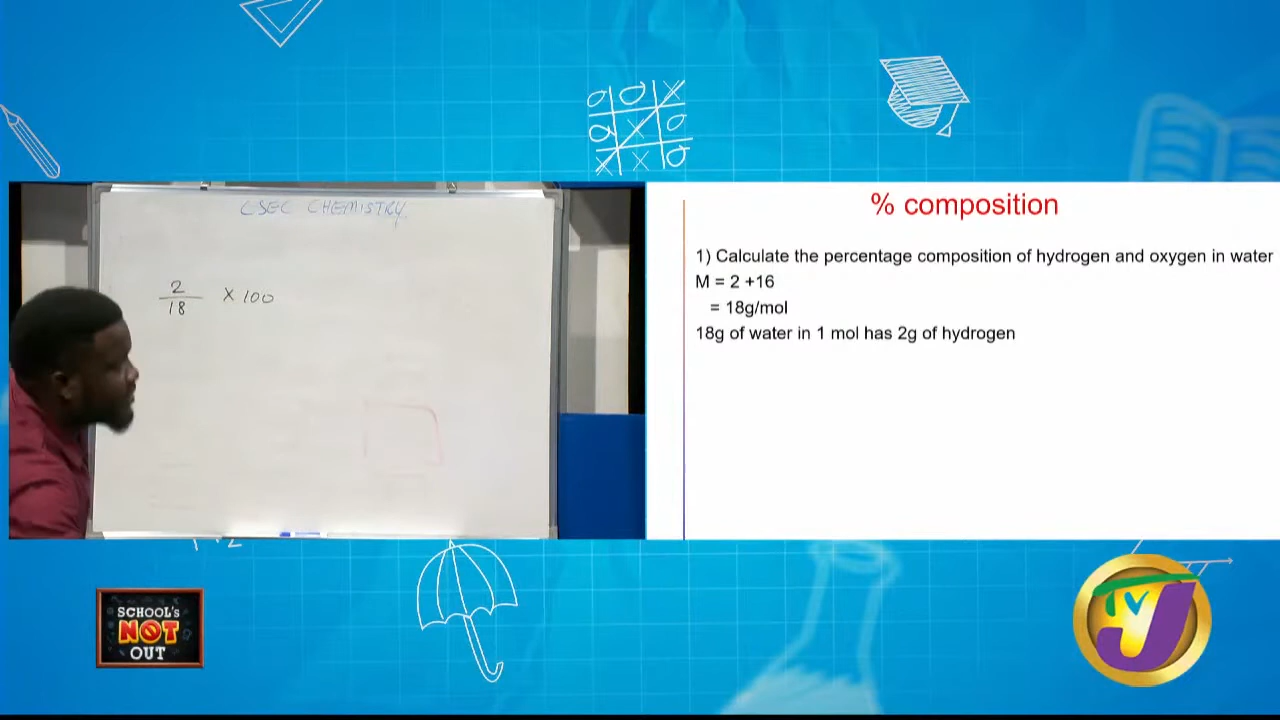 CSEC CHEMISTRY
2
18
X 100
% composition
1) Calculate the percentage composition of hydrogen and oxygen in water
M = 2 +16
= 18g/mol
18g of water in 1 mol has 2g of hydrogen
SCHOOL's
NOT
OUT
TVJ